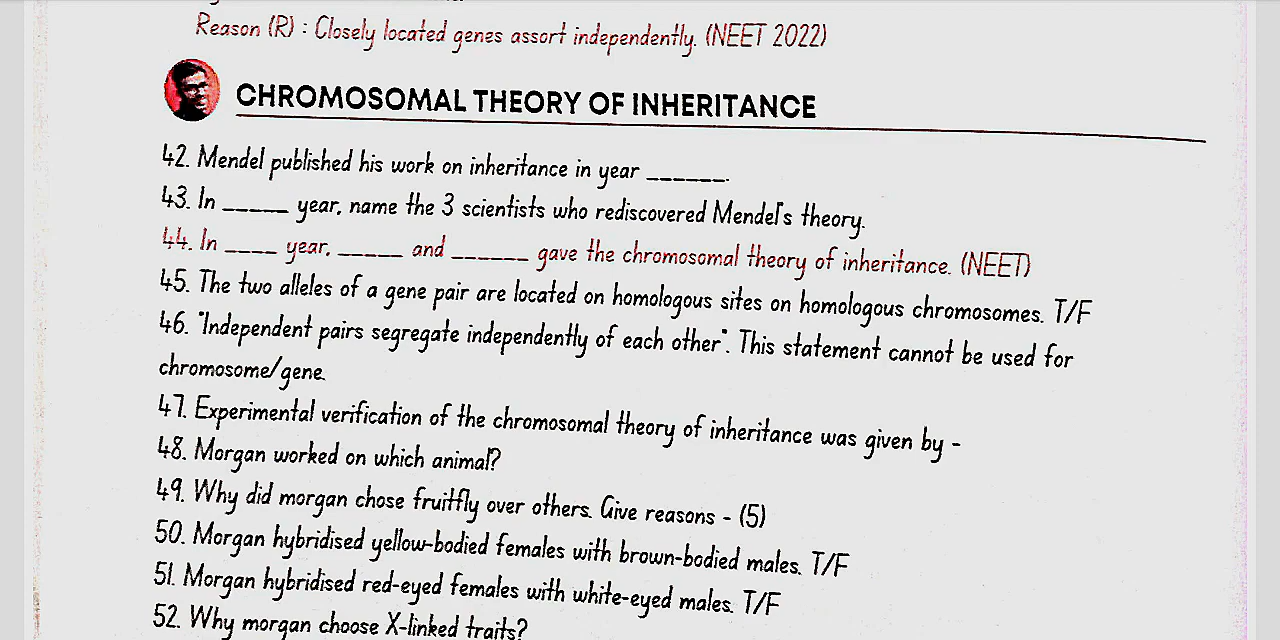 Reason (R) : Closely located genes assort independently. (NEET 2022)
CHROMOSOMAL THEORY OF INHERITANCE
42. Mendel published his work on inheritance in year ______.
43. In _____ year, name the 3 scientists who rediscovered Mendel's theory.
44. In ____ year, _____ and ______ gave the chromosomal theory of inheritance. (NEET)
45. The two alleles of a gene pair are located on homologous sites on homologous chromosomes. T/F
46. "Independent pairs segregate independently of each other". This statement cannot be used for
chromosome/gene.
47. Experimental verification of the chromosomal theory of inheritance was given by -
48. Morgan worked on which animal?
49. Why did morgan chose fruitfly over others. Give reasons - (5)
50. Morgan hybridised yellow-bodied females with brown-bodied males. T/F
51. Morgan hybridised red-eyed females with white-eyed males. T/F
52. Why morgan choose X-linked traits?